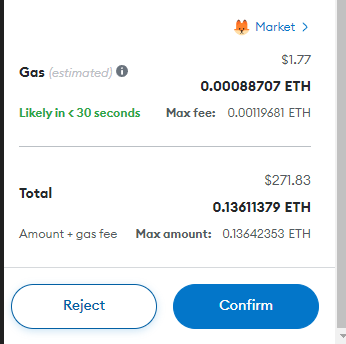 Market >
$1.77
Gas (estimated)
0.00088707 ETH
Likely in < 30 seconds Max fee: 0.00119681 ETH
$271.83
Total
0.13611379 ETH
Amount + gas fee Max amount: 0.13642353 ETH
Reject Confirm